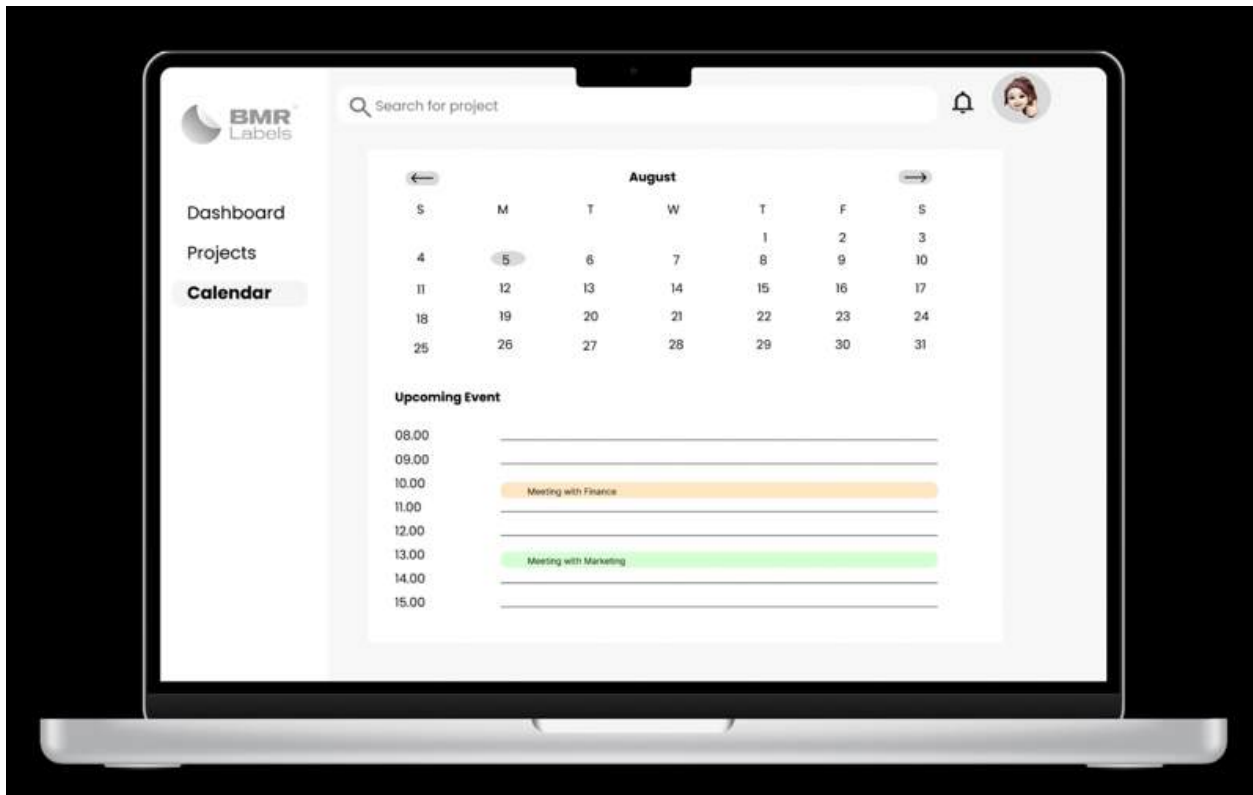 BMR
Labels
Search for project
Dashboard
Projects
Calendar
August
S M T W T F S
1 2 3
4 5 6 7 8 9 10
11 12 13 14 15 16 17
18 19 20 21 22 23 24
25 26 27 28 29 30 31
Upcoming Event
08.00
09.00
10.00 Meeting with Finance
11.00
12.00
13.00 Meeting with Marketing
14.00
15.00